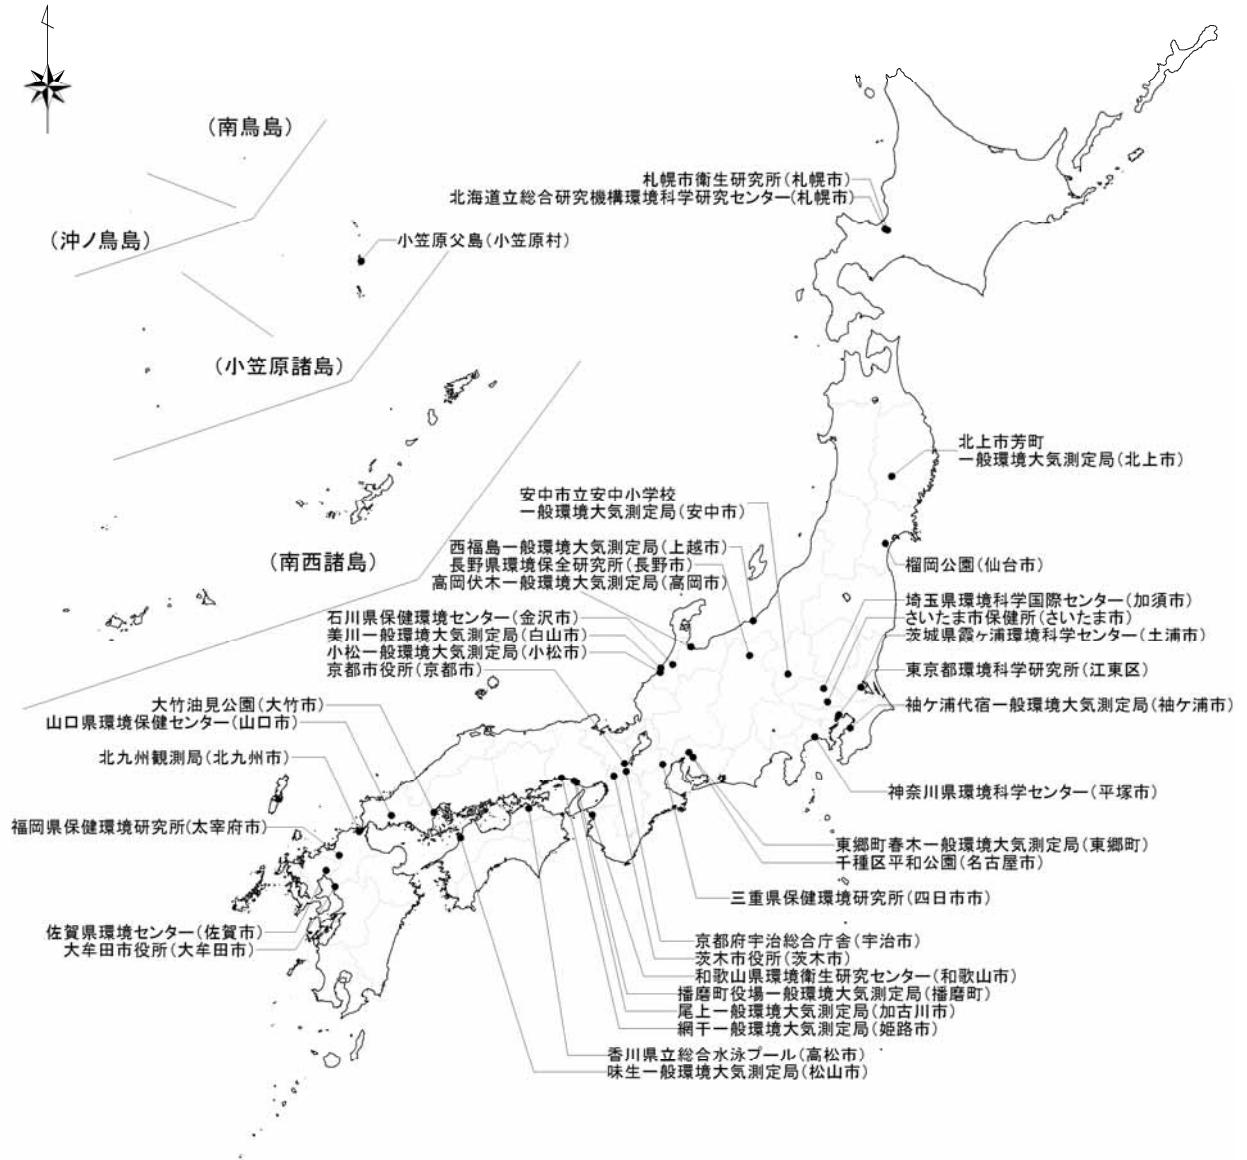 (南鳥島)
札幌市衛生研究所(札幌市)
北海道立総合研究機構環境科学研究センター(札幌市)
(沖ノ鳥島)
小笠原父島(小笠原村)
(小笠原諸島)
北上市芳町
一般環境大気測定局(北上市)
安中市立安中小学校
一般環境大気測定局(安中市)
西福島一般環境大気測定局(上越市)
長野県環境保全研究所(長野市)
高岡伏木一般環境大気測定局(高岡市)
(南西諸島)
榴岡公園(仙台市)
埼玉県環境科学国際センター(加須市)
さいたま市保健所(さいたま市)
茨城県霞ヶ浦環境科学センター(土浦市)
石川県保健環境センター(金沢市)
美川一般環境大気測定局(白山市)
小松一般環境大気測定局(小松市)
京都市役所(京都市)
東京都環境科学研究所(江東区)
袖ケ浦代宿一般環境大気測定局(袖ケ浦市)
大竹油見公園(大竹市)
山口県環境保健センター(山口市)
北九州観測局(北九州市)
神奈川県環境科学センター(平塚市)
福岡県保健環境研究所(太宰府市)
東郷町春木一般環境大気測定局(東郷町)
千種区平和公園(名古屋市)
三重県保健環境研究所(四日市市)
佐賀県環境センター(佐賀市)
大牟田市役所(大牟田市)
京都府宇治総合庁舎(宇治市)
茨木市役所(茨木市)
和歌山県環境衛生研究センター(和歌山市)
播磨町役場一般環境大気測定局(播磨町)
尾上一般環境大気測定局(加古川市)
網干一般環境大気測定局(姫路市)
香川県立総合水泳プール(高松市)
味生一般環境大気測定局(松山市)